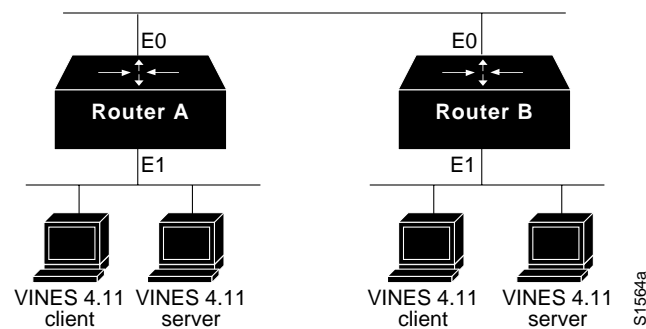 E0
E0
Router A
Router B
E1
E1
VINES 4.11
client
VINES 4.11
server
VINES 4.11
client
VINES 4.11
server
S1564a